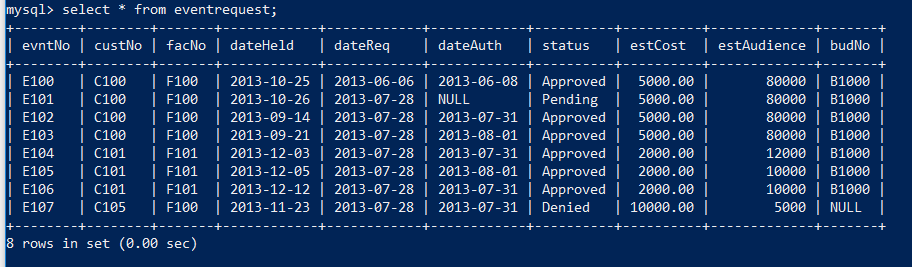 mysql> select * from eventrequest;
+--------+--------+-------+------------+------------+------------+----------+----------+-------------+-------+
| evntNo | custNo | facNo | dateHeld   | dateReq    | dateAuth   | status   | estCost  | estAudience | budNo |
+--------+--------+-------+------------+------------+------------+----------+----------+-------------+-------+
| E100   | C100   | F100  | 2013-10-25 | 2013-06-06 | 2013-06-08 | Approved |  5000.00 |       80000 | B1000 |
| E101   | C100   | F100  | 2013-10-26 | 2013-07-28 | NULL       | Pending  |  5000.00 |       80000 | B1000 |
| E102   | C100   | F100  | 2013-09-14 | 2013-07-28 | 2013-07-31 | Approved |  5000.00 |       80000 | B1000 |
| E103   | C100   | F100  | 2013-09-21 | 2013-07-28 | 2013-08-01 | Approved |  5000.00 |       80000 | B1000 |
| E104   | C101   | F101  | 2013-12-03 | 2013-07-28 | 2013-07-31 | Approved |  2000.00 |       12000 | B1000 |
| E105   | C101   | F101  | 2013-12-05 | 2013-07-28 | 2013-08-01 | Approved |  2000.00 |       10000 | B1000 |
| E106   | C101   | F101  | 2013-12-12 | 2013-07-28 | 2013-07-31 | Approved |  2000.00 |       10000 | B1000 |
| E107   | C105   | F100  | 2013-11-23 | 2013-07-28 | 2013-07-31 | Denied   | 10000.00 |        5000 | NULL  |
+--------+--------+-------+------------+------------+------------+----------+----------+-------------+-------+
8 rows in set (0.00 sec)